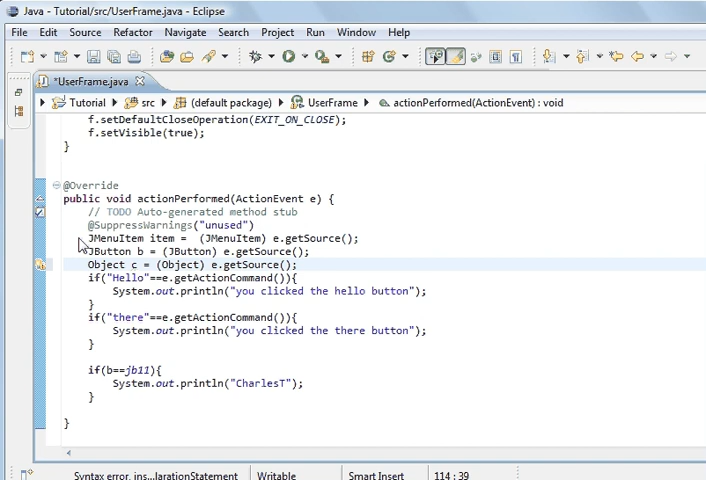 Java - Tutorial/src/UserFrame.java - Eclipse
File Edit Source Refactor Navigate Search Project Run Window Help
*UserFrame.java
Tutorial src (default package) UserFrame actionPerformed(ActionEvent) : void
f.setDefaultCloseOperation(EXIT_ON_CLOSE);
f.setVisible(true);
}
@Override
public void actionPerformed(ActionEvent e) {
// TODO Auto-generated method stub
@SuppressWarnings("unused")
JMenuItem item = (JMenuItem) e.getSource();
JButton b = (JButton) e.getSource();
Object c = (Object) e.getSource();
if("Hello"==e.getActionCommand()){
System.out.println("you clicked the hello button");
}
if("there"==e.getActionCommand()){
System.out.println("you clicked the there button");
}
if(b==jb11){
System.out.println("CharlesT");
}
}
Syntax error, ins...larationStatement Writable Smart Insert 114 : 39